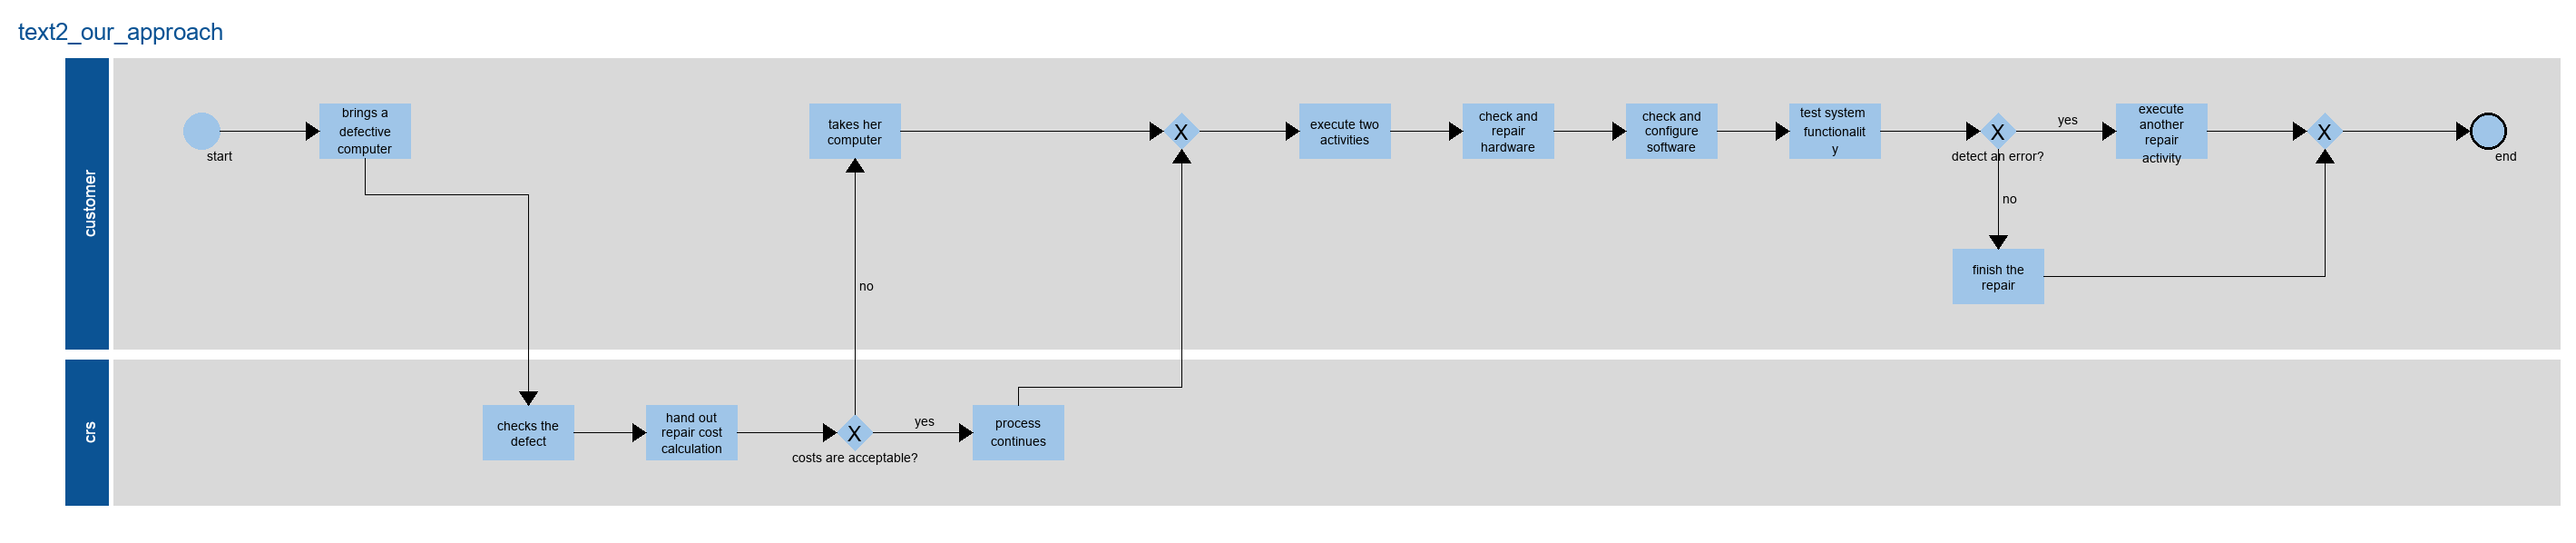 text2_our_approach
customer
start
brings a
defective
computer
takes her
computer
X
execute two
activities
check and
repair
hardware
check and
configure
software
test system
functionalit
y
X
detect an error?
yes
execute
another
repair
activity
X
end
no
finish the
repair
no
crs
checks the
defect
hand out
repair cost
calculation
X
costs are acceptable?
yes
process
continues